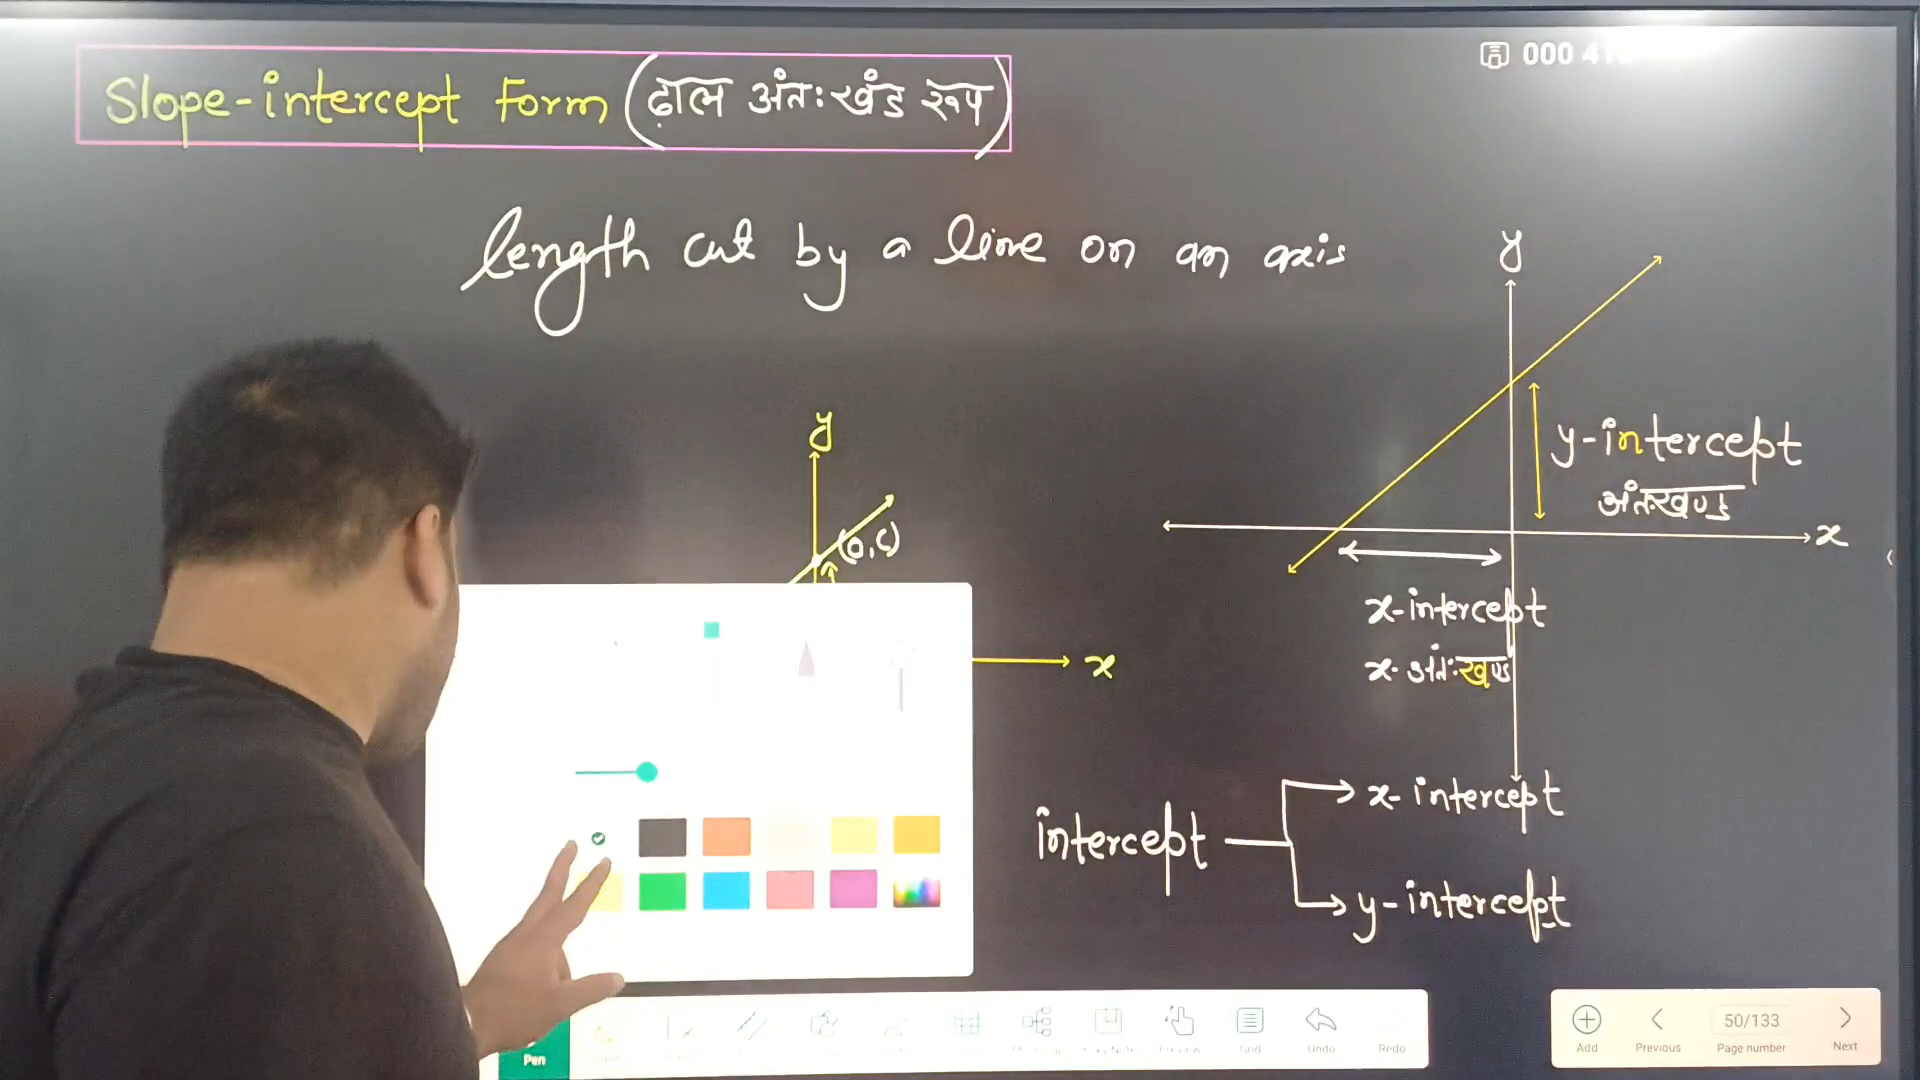 Slope-intercept Form (ढ़ाल अंतःखंड रूप)
length cut by a line on an axis
y
(0,c)
x
y
y-intercept
अंतःखण्ड
x
x-intercept
x-अंतःखण्ड
intercept
x-intercept
y-intercept
Pen
Grid
Undo
Redo
Add
Previous
50/133
Page number
Next